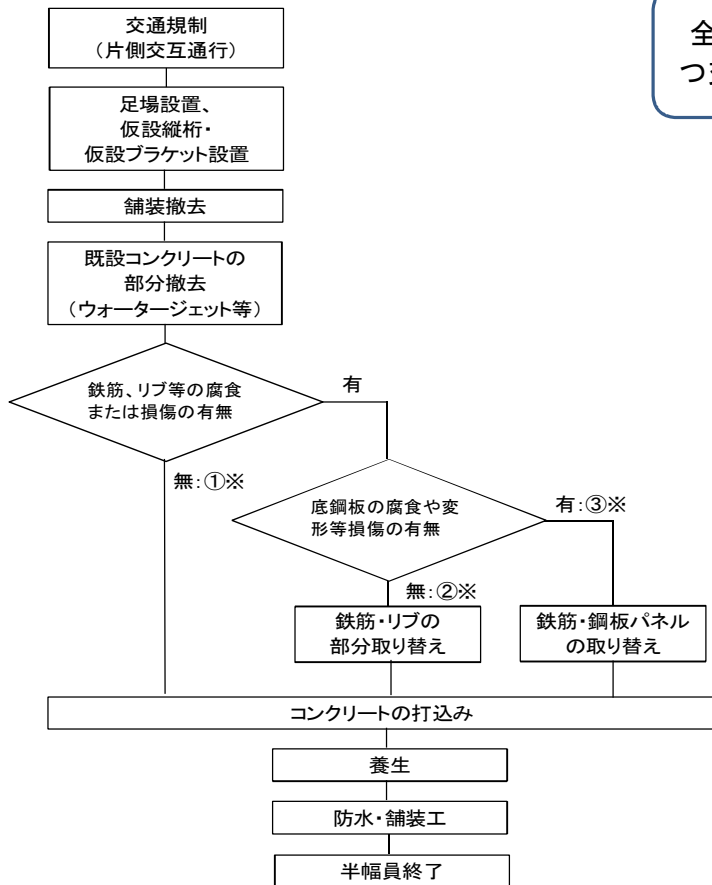 交通規制
（片側交互通行）
全
つ
足場設置、
仮設縦桁・
仮設ブラケット設置
舗装撤去
既設コンクリートの
部分撤去
（ウォータージェット等）
鉄筋、リブ等の腐食
または損傷の有無
有
無：①※
底鋼板の腐食や変
形等損傷の有無
有：③※
無：②※
鉄筋・リブの
部分取り替え
鉄筋・鋼板パネル
の取り替え
コンクリートの打込み
養生
防水・舗装工
半幅員終了